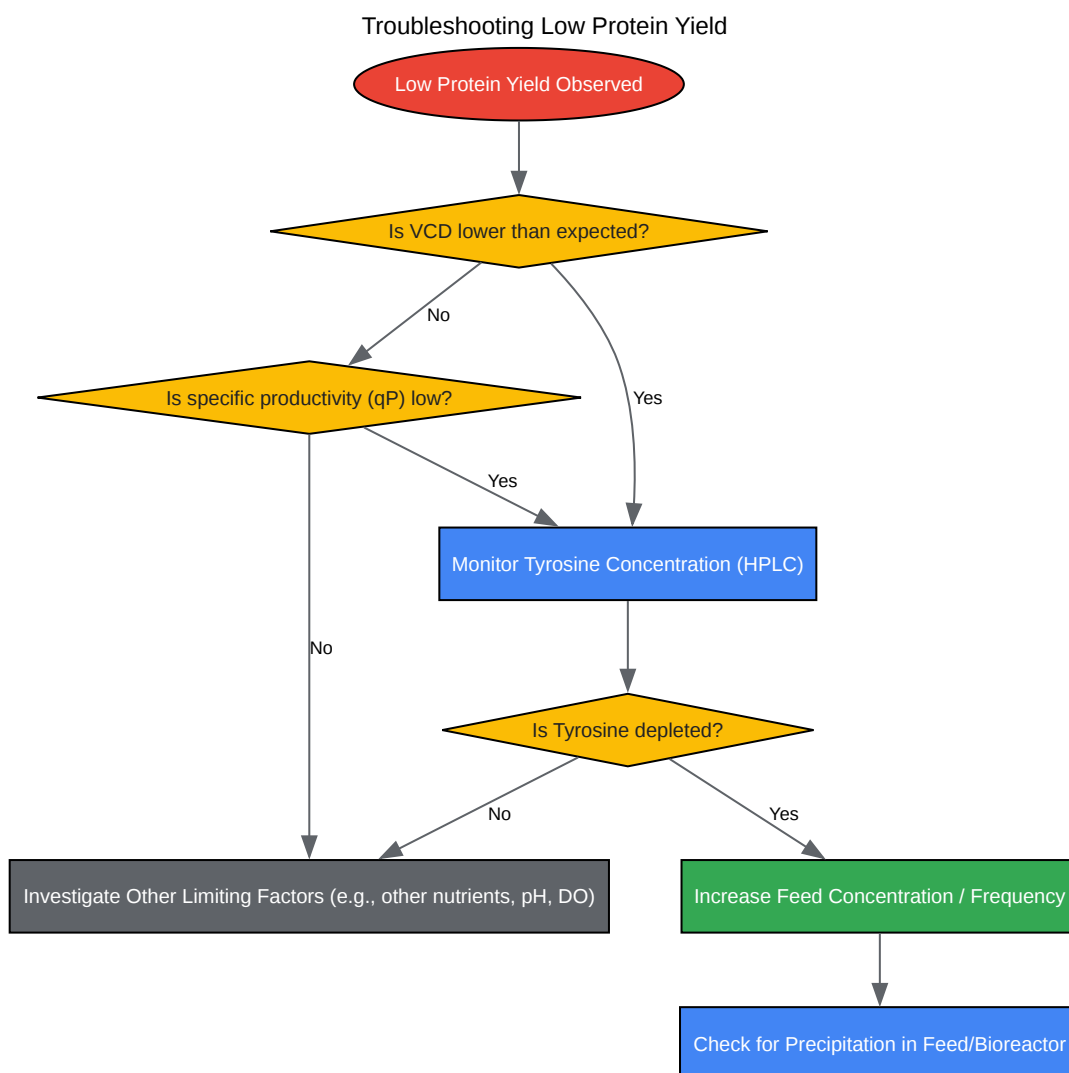 Troubleshooting Low Protein Yield
Low Protein Yield Observed
Is VCD lower than expected?
No
Is specific productivity (qP) low?
Yes
Yes
Monitor Tyrosine Concentration (HPLC)
No
Is Tyrosine depleted?
No
Yes
Investigate Other Limiting Factors (e.g., other nutrients, pH, DO)
Increase Feed Concentration / Frequency
Check for Precipitation in Feed/Bioreactor